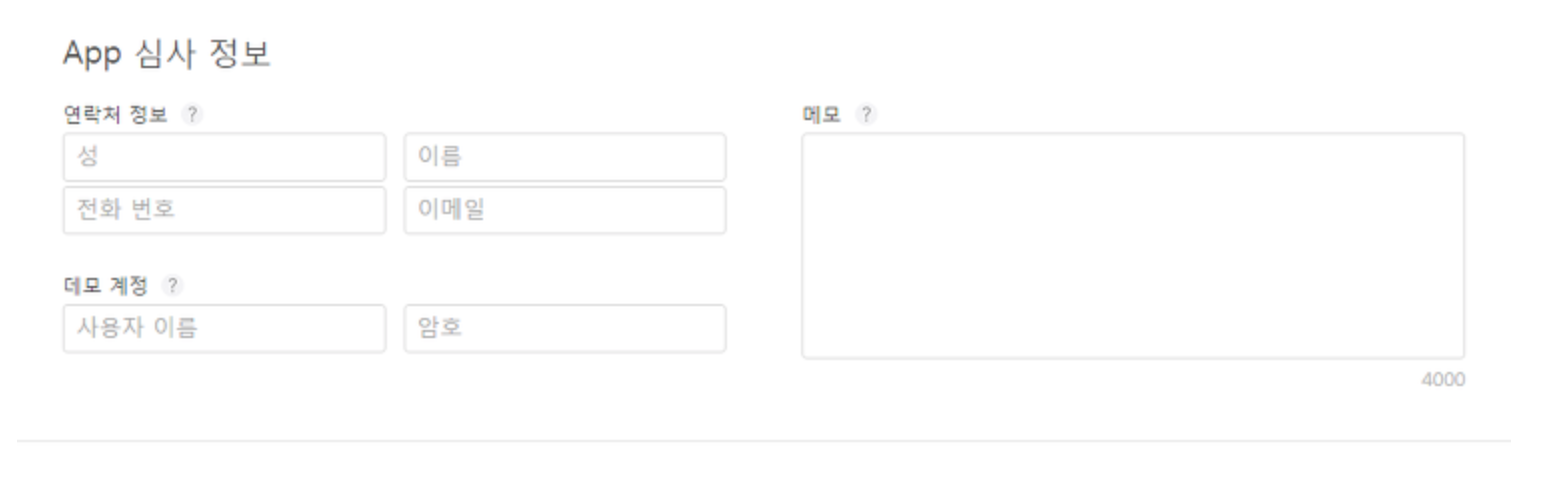 App 심사 정보
연락처 정보 ?
성
이름
전화 번호
이메일
데모 계정 ?
사용자 이름
암호
메모 ?
4000